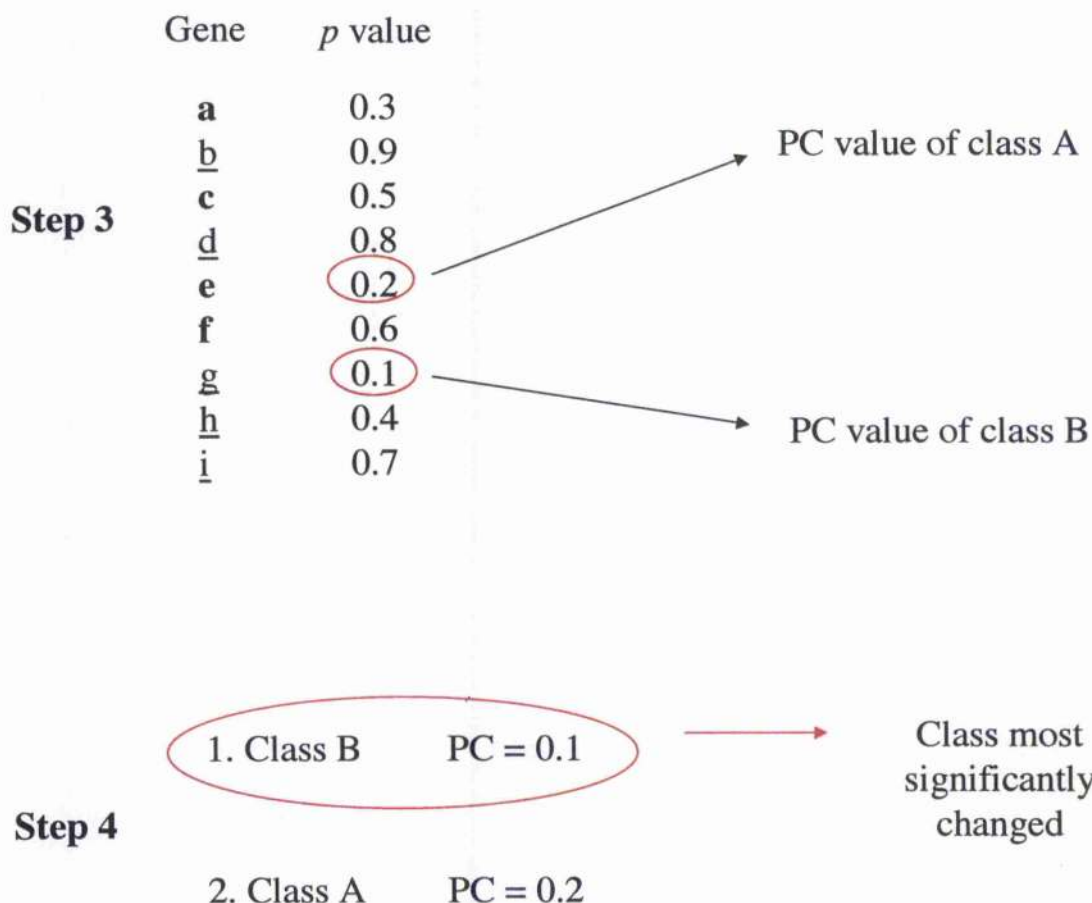 Gene p value
a 0.3
b 0.9
PC value of class A
c 0.5
Step 3
d 0.8
e 0.2
f 0.6
g 0.1
h 0.4
PC value of class B
i 0.7
1. Class B PC = 0.1
Class most
significantly
changed
Step 4
2. Class A PC = 0.2